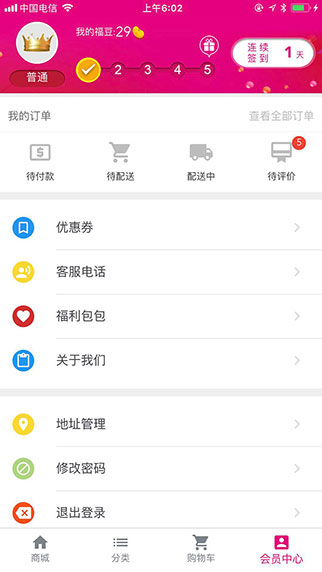 中国电信
上午6:02
我的福豆:29
普通
2 3 4 5
连续签到 1天
我的订单
查看全部订单
待付款
待配送
配送中
待评价
5
优惠券
客服电话
福利包包
关于我们
地址管理
修改密码
退出登录
商城
分类
购物车
会员中心